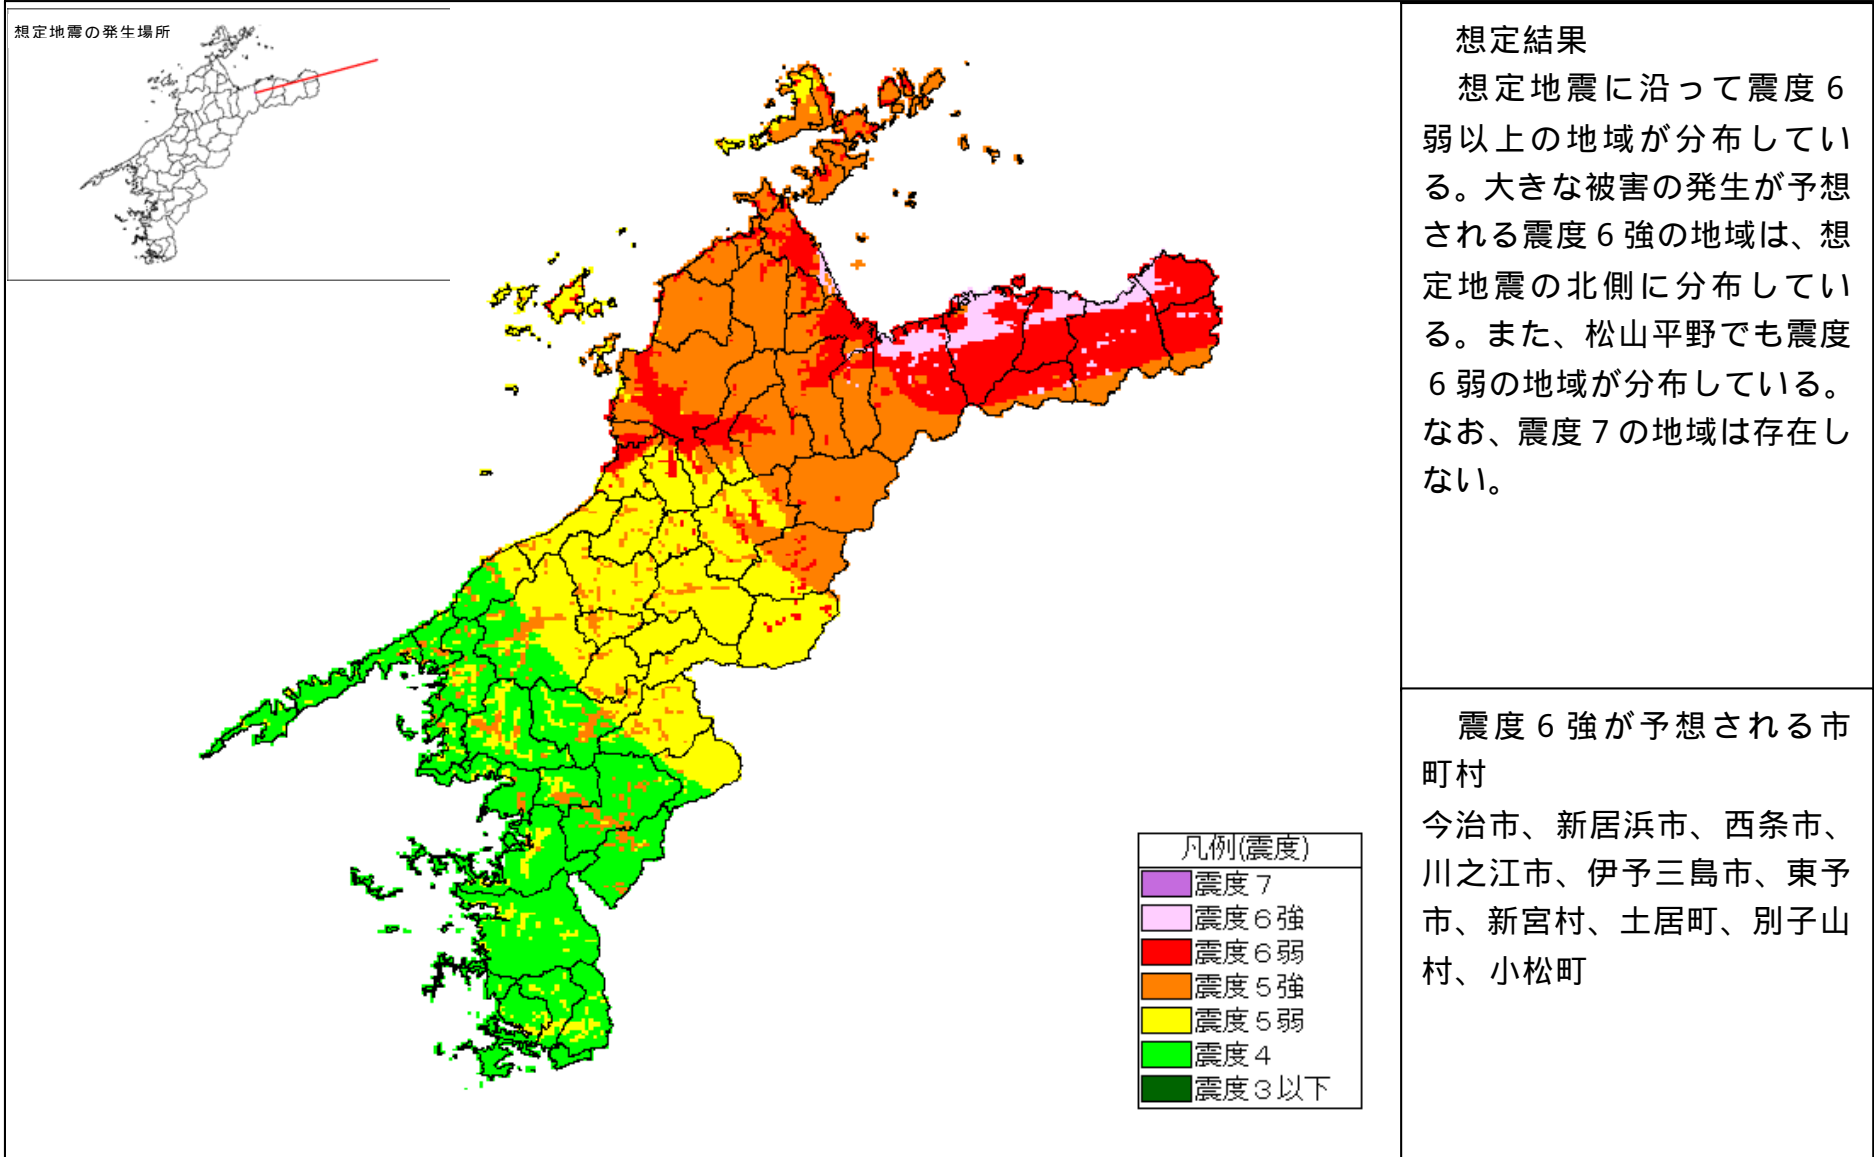 想定地震の発生場所
想定結果
想定地震に沿って震度6
弱以上の地域が分布してい
る。大きな被害の発生が予想
される震度6強の地域は、想
定地震の北側に分布してい
る。また、松山平野でも震度
6弱の地域が分布している。
なお、震度7の地域は存在し
ない。
震度6強が予想される市
町村
今治市、新居浜市、西条市、
川之江市、伊予三島市、東予
市、新宮村、土居町、別子山
村、小松町
凡例(震度)
震度7
震度6強
震度6弱
震度5強
震度5弱
震度4
震度3以下